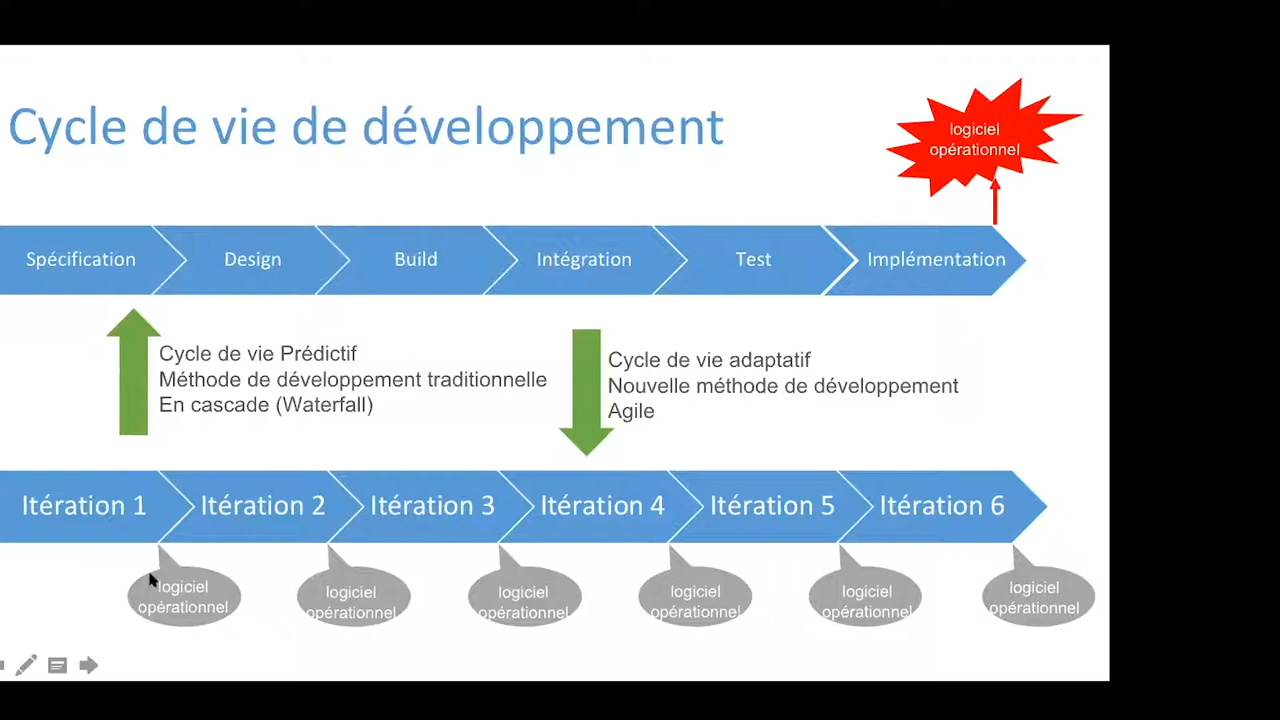 Cycle de vie de développement
logiciel
opérationnel
Spécification
Design
Build
Intégration
Test
Implémentation
Cycle de vie Prédictif
Méthode de développement traditionnelle
En cascade (Waterfall)
Cycle de vie adaptatif
Nouvelle méthode de développement
Agile
Itération 1
Itération 2
Itération 3
Itération 4
Itération 5
Itération 6
logiciel
opérationnel
logiciel
opérationnel
logiciel
opérationnel
logiciel
opérationnel
logiciel
opérationnel
logiciel
opérationnel